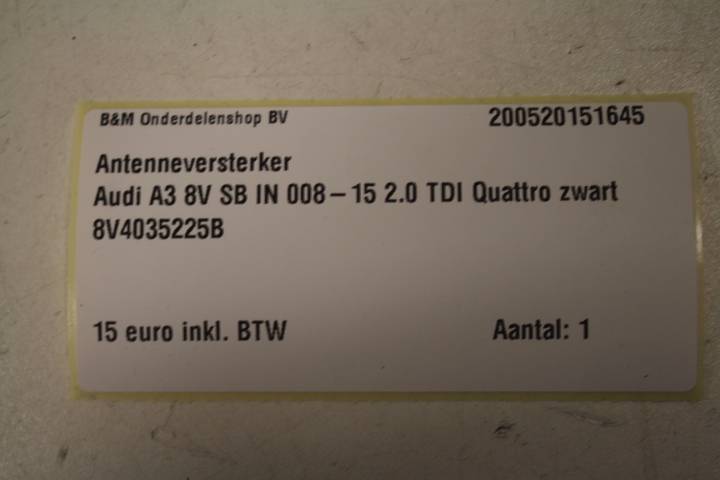 B&M Onderdelenshop BV 200520151645
Antenneversterker
Audi A3 8V SB IN 008-15 2.0 TDI Quattro zwart
8V4035225B
15 euro inkl. BTW Aantal: 1